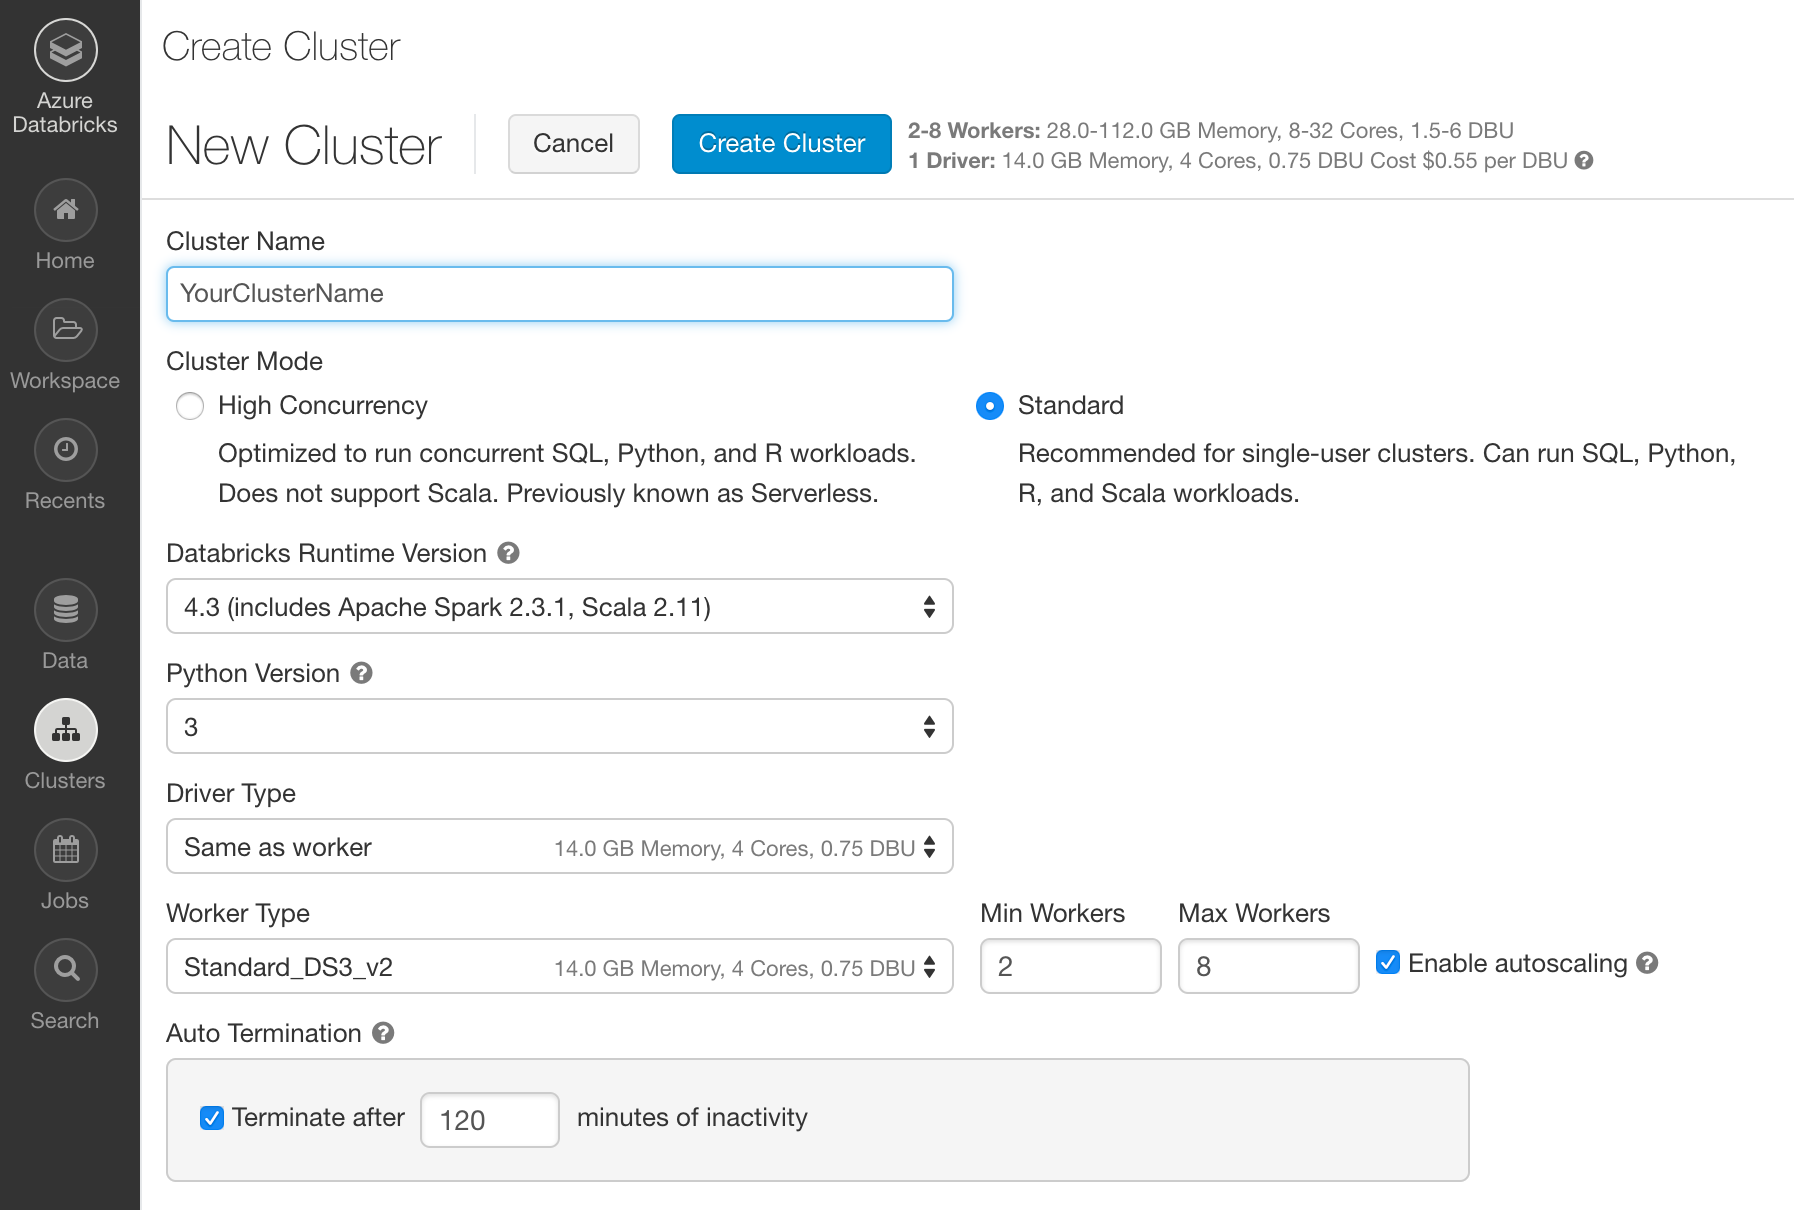 Azure
Databricks
Home
Workspace
Recents
Data
Clusters
Jobs
Search
Create Cluster
New Cluster
Cancel
Create Cluster
2-8 Workers: 28.0-112.0 GB Memory, 8-32 Cores, 1.5-6 DBU
1 Driver: 14.0 GB Memory, 4 Cores, 0.75 DBU Cost $0.55 per DBU ?
Cluster Name
YourClusterName
Cluster Mode
High Concurrency
Optimized to run concurrent SQL, Python, and R workloads.
Does not support Scala. Previously known as Serverless.
Standard
Recommended for single-user clusters. Can run SQL, Python,
R, and Scala workloads.
Databricks Runtime Version ?
4.3 (includes Apache Spark 2.3.1, Scala 2.11)
Python Version ?
3
Driver Type
Same as worker 14.0 GB Memory, 4 Cores, 0.75 DBU
Worker Type
Standard_DS3_v2 14.0 GB Memory, 4 Cores, 0.75 DBU
Min Workers
2
Max Workers
8
Enable autoscaling ?
Auto Termination ?
Terminate after 120 minutes of inactivity